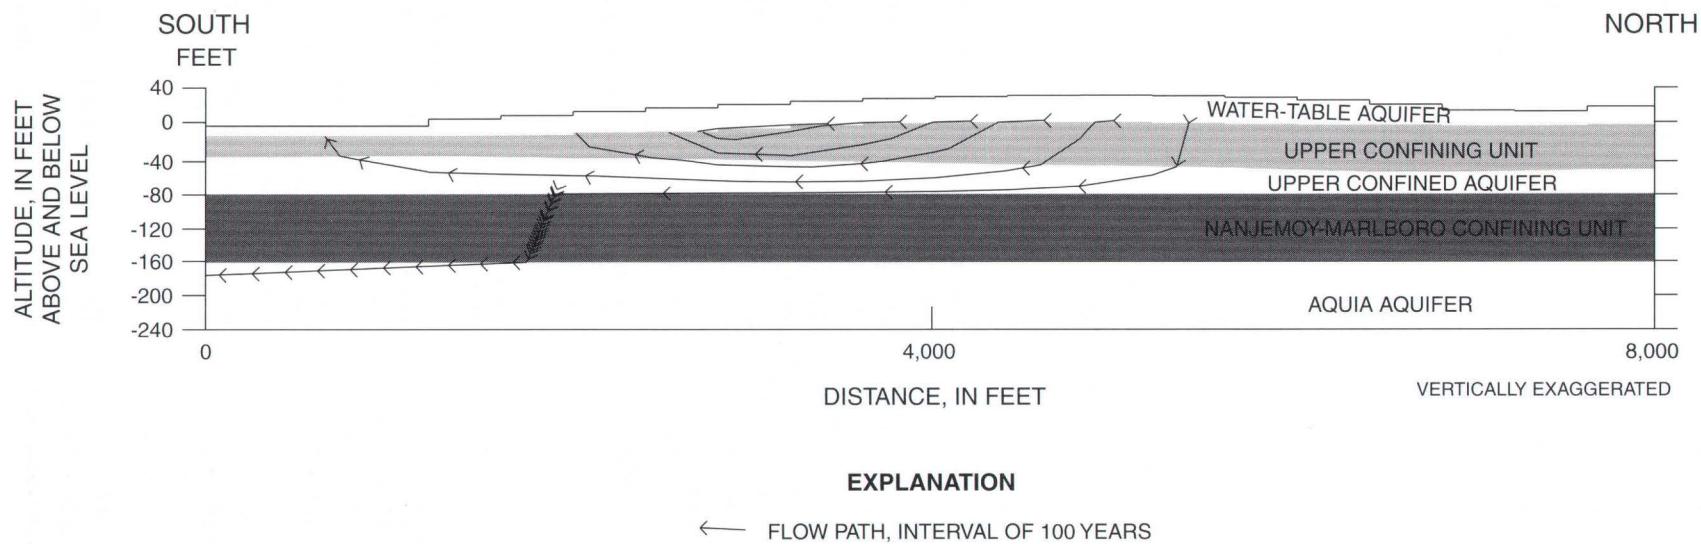 SOUTH
NORTH
FEET
ALTITUDE, IN FEET
ABOVE AND BELOW
SEA LEVEL
40
0
-40
-80
-120
-160
-200
-240
WATER-TABLE AQUIFER
UPPER CONFINING UNIT
UPPER CONFINED AQUIFER
NANJEMOY-MARLBORO CONFINING UNIT
AQUIA AQUIFER
0
4,000
8,000
DISTANCE, IN FEET
VERTICALLY EXAGGERATED
EXPLANATION
FLOW PATH, INTERVAL OF 100 YEARS